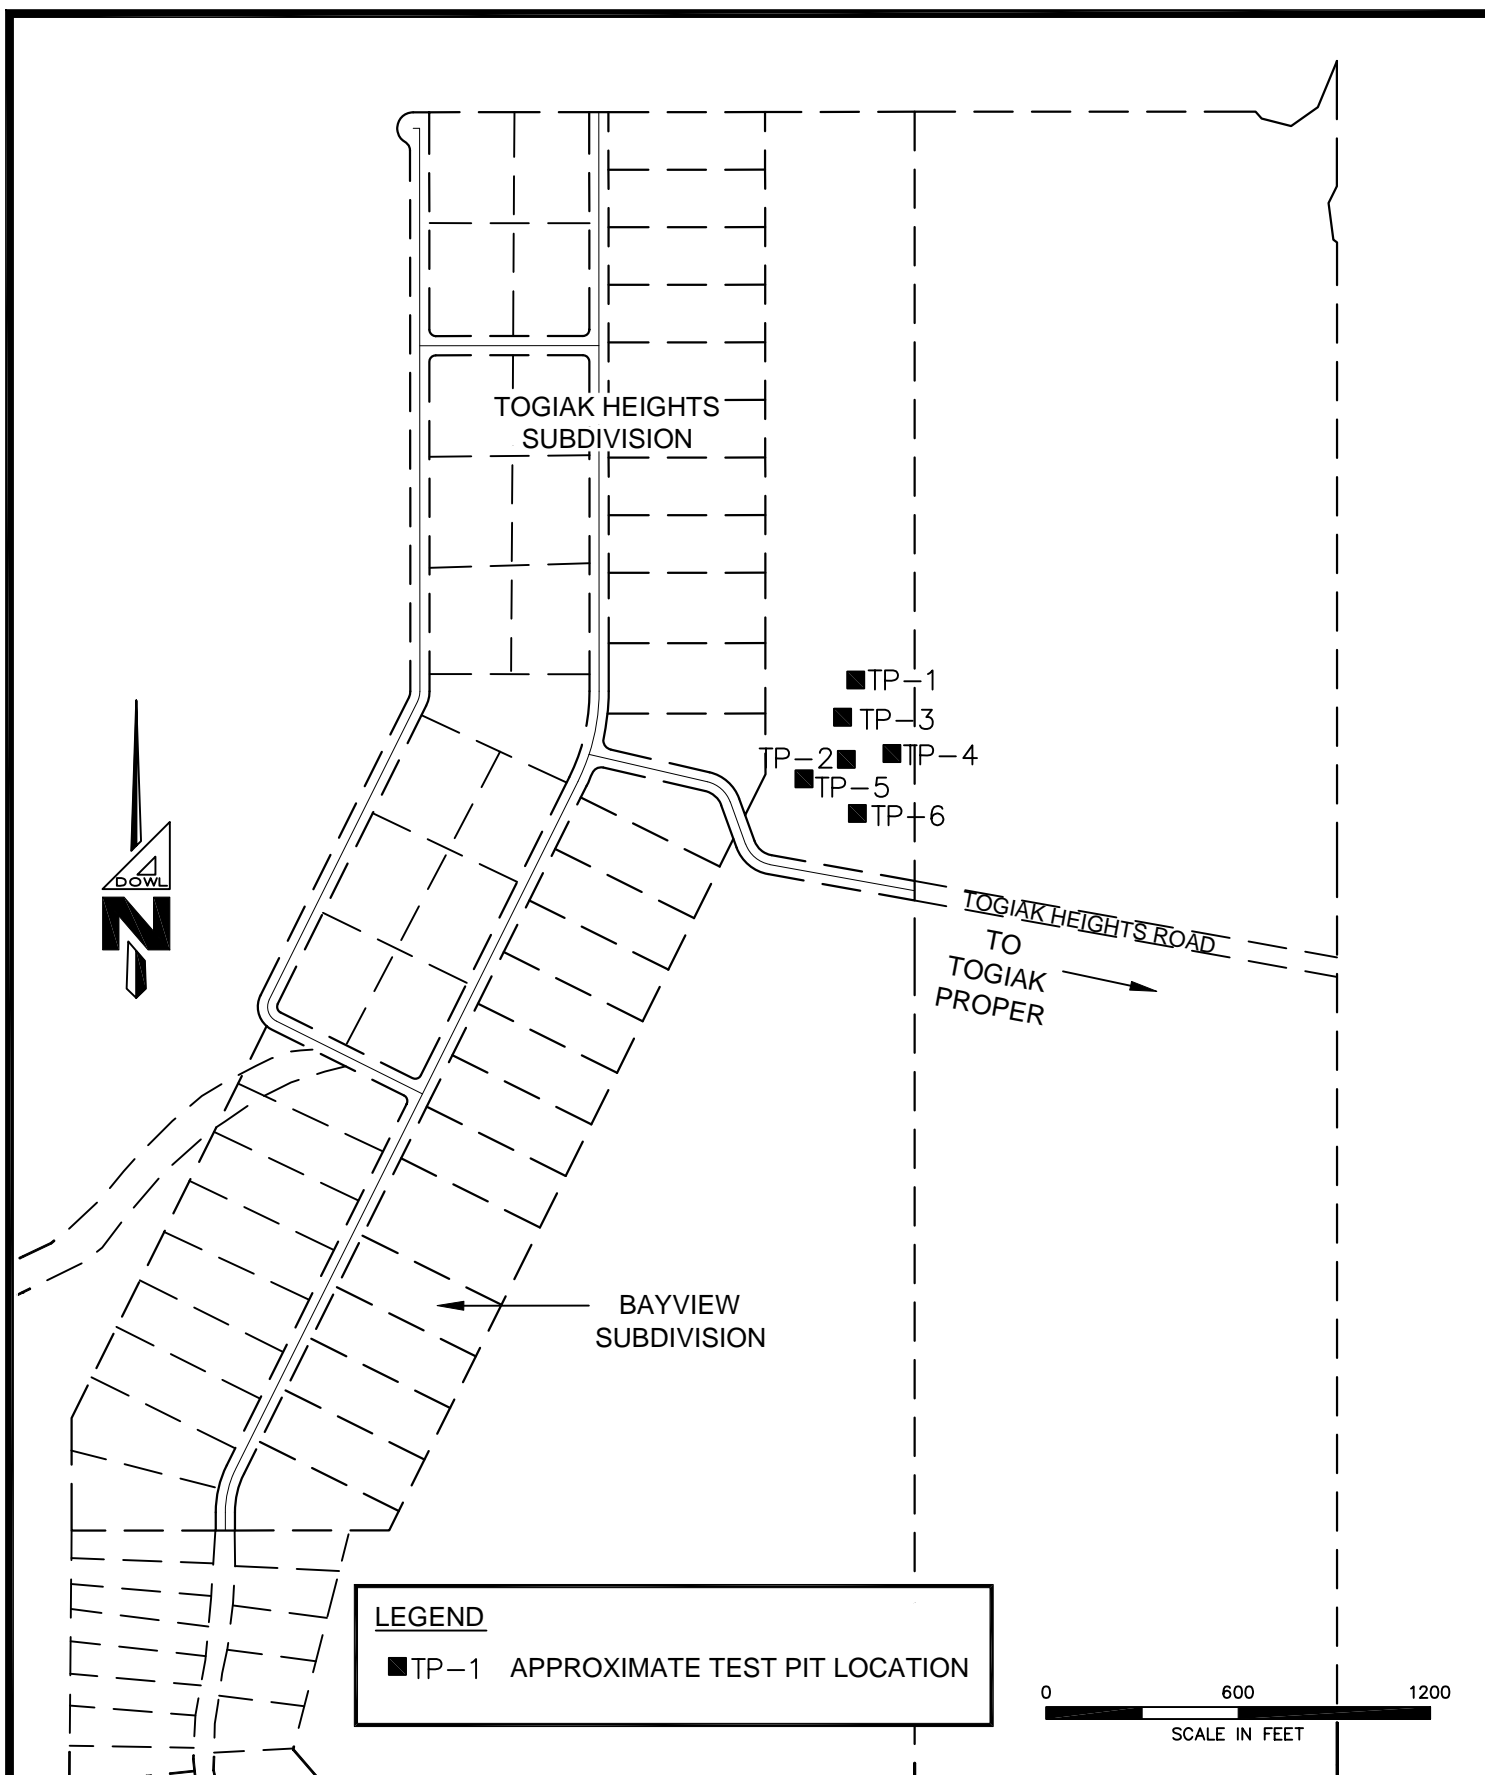 TOGIAK HEIGHTS
SUBDIVISION
TP-1
TP-3
TP-2
TP-4
TP-5
TP-6
DOWL
N
TOGIAK HEIGHTS ROAD
TO
TOGIAK
PROPER
BAYVIEW
SUBDIVISION
LEGEND
TP-1 APPROXIMATE TEST PIT LOCATION
0 600 1200
SCALE IN FEET